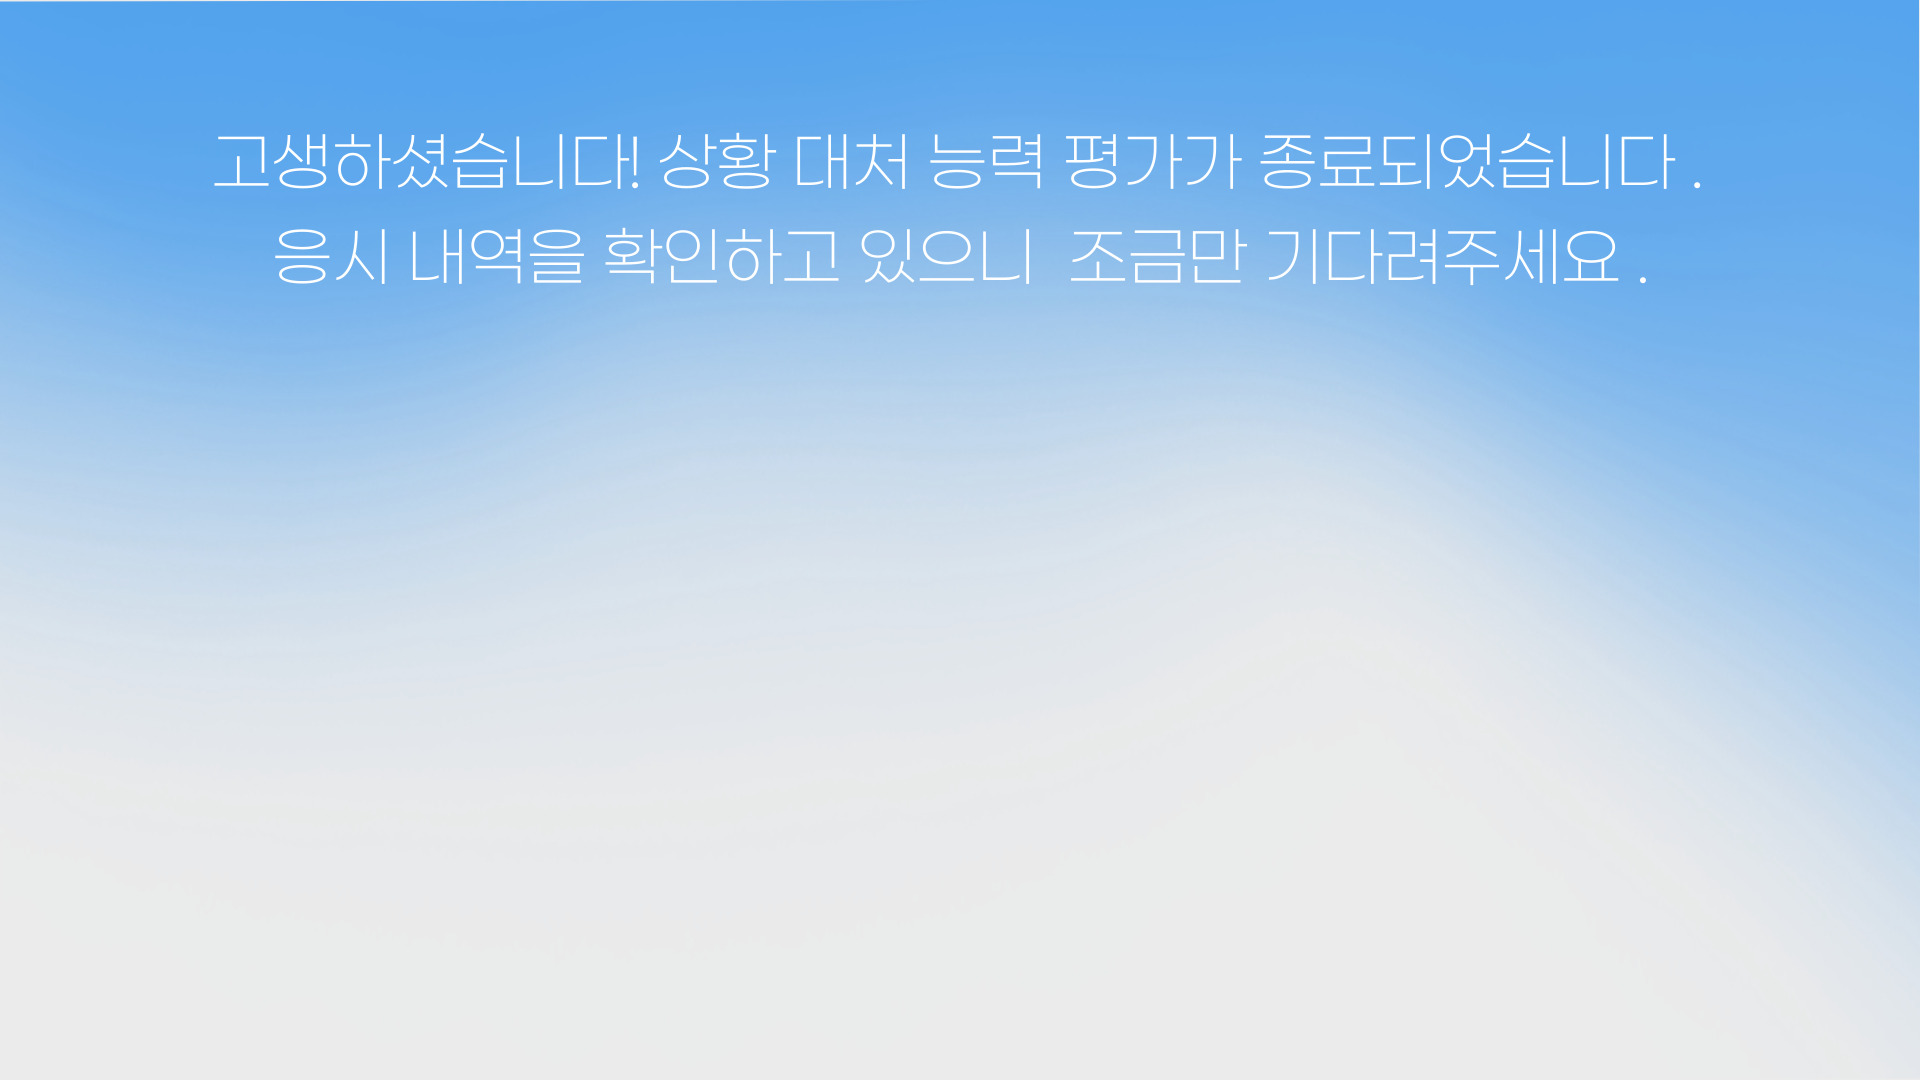 고생하셨습니다! 상황 대처 능력 평가가 종료되었습니다 .
응시 내역을 확인하고 있으니  조금만 기다려주세요 .